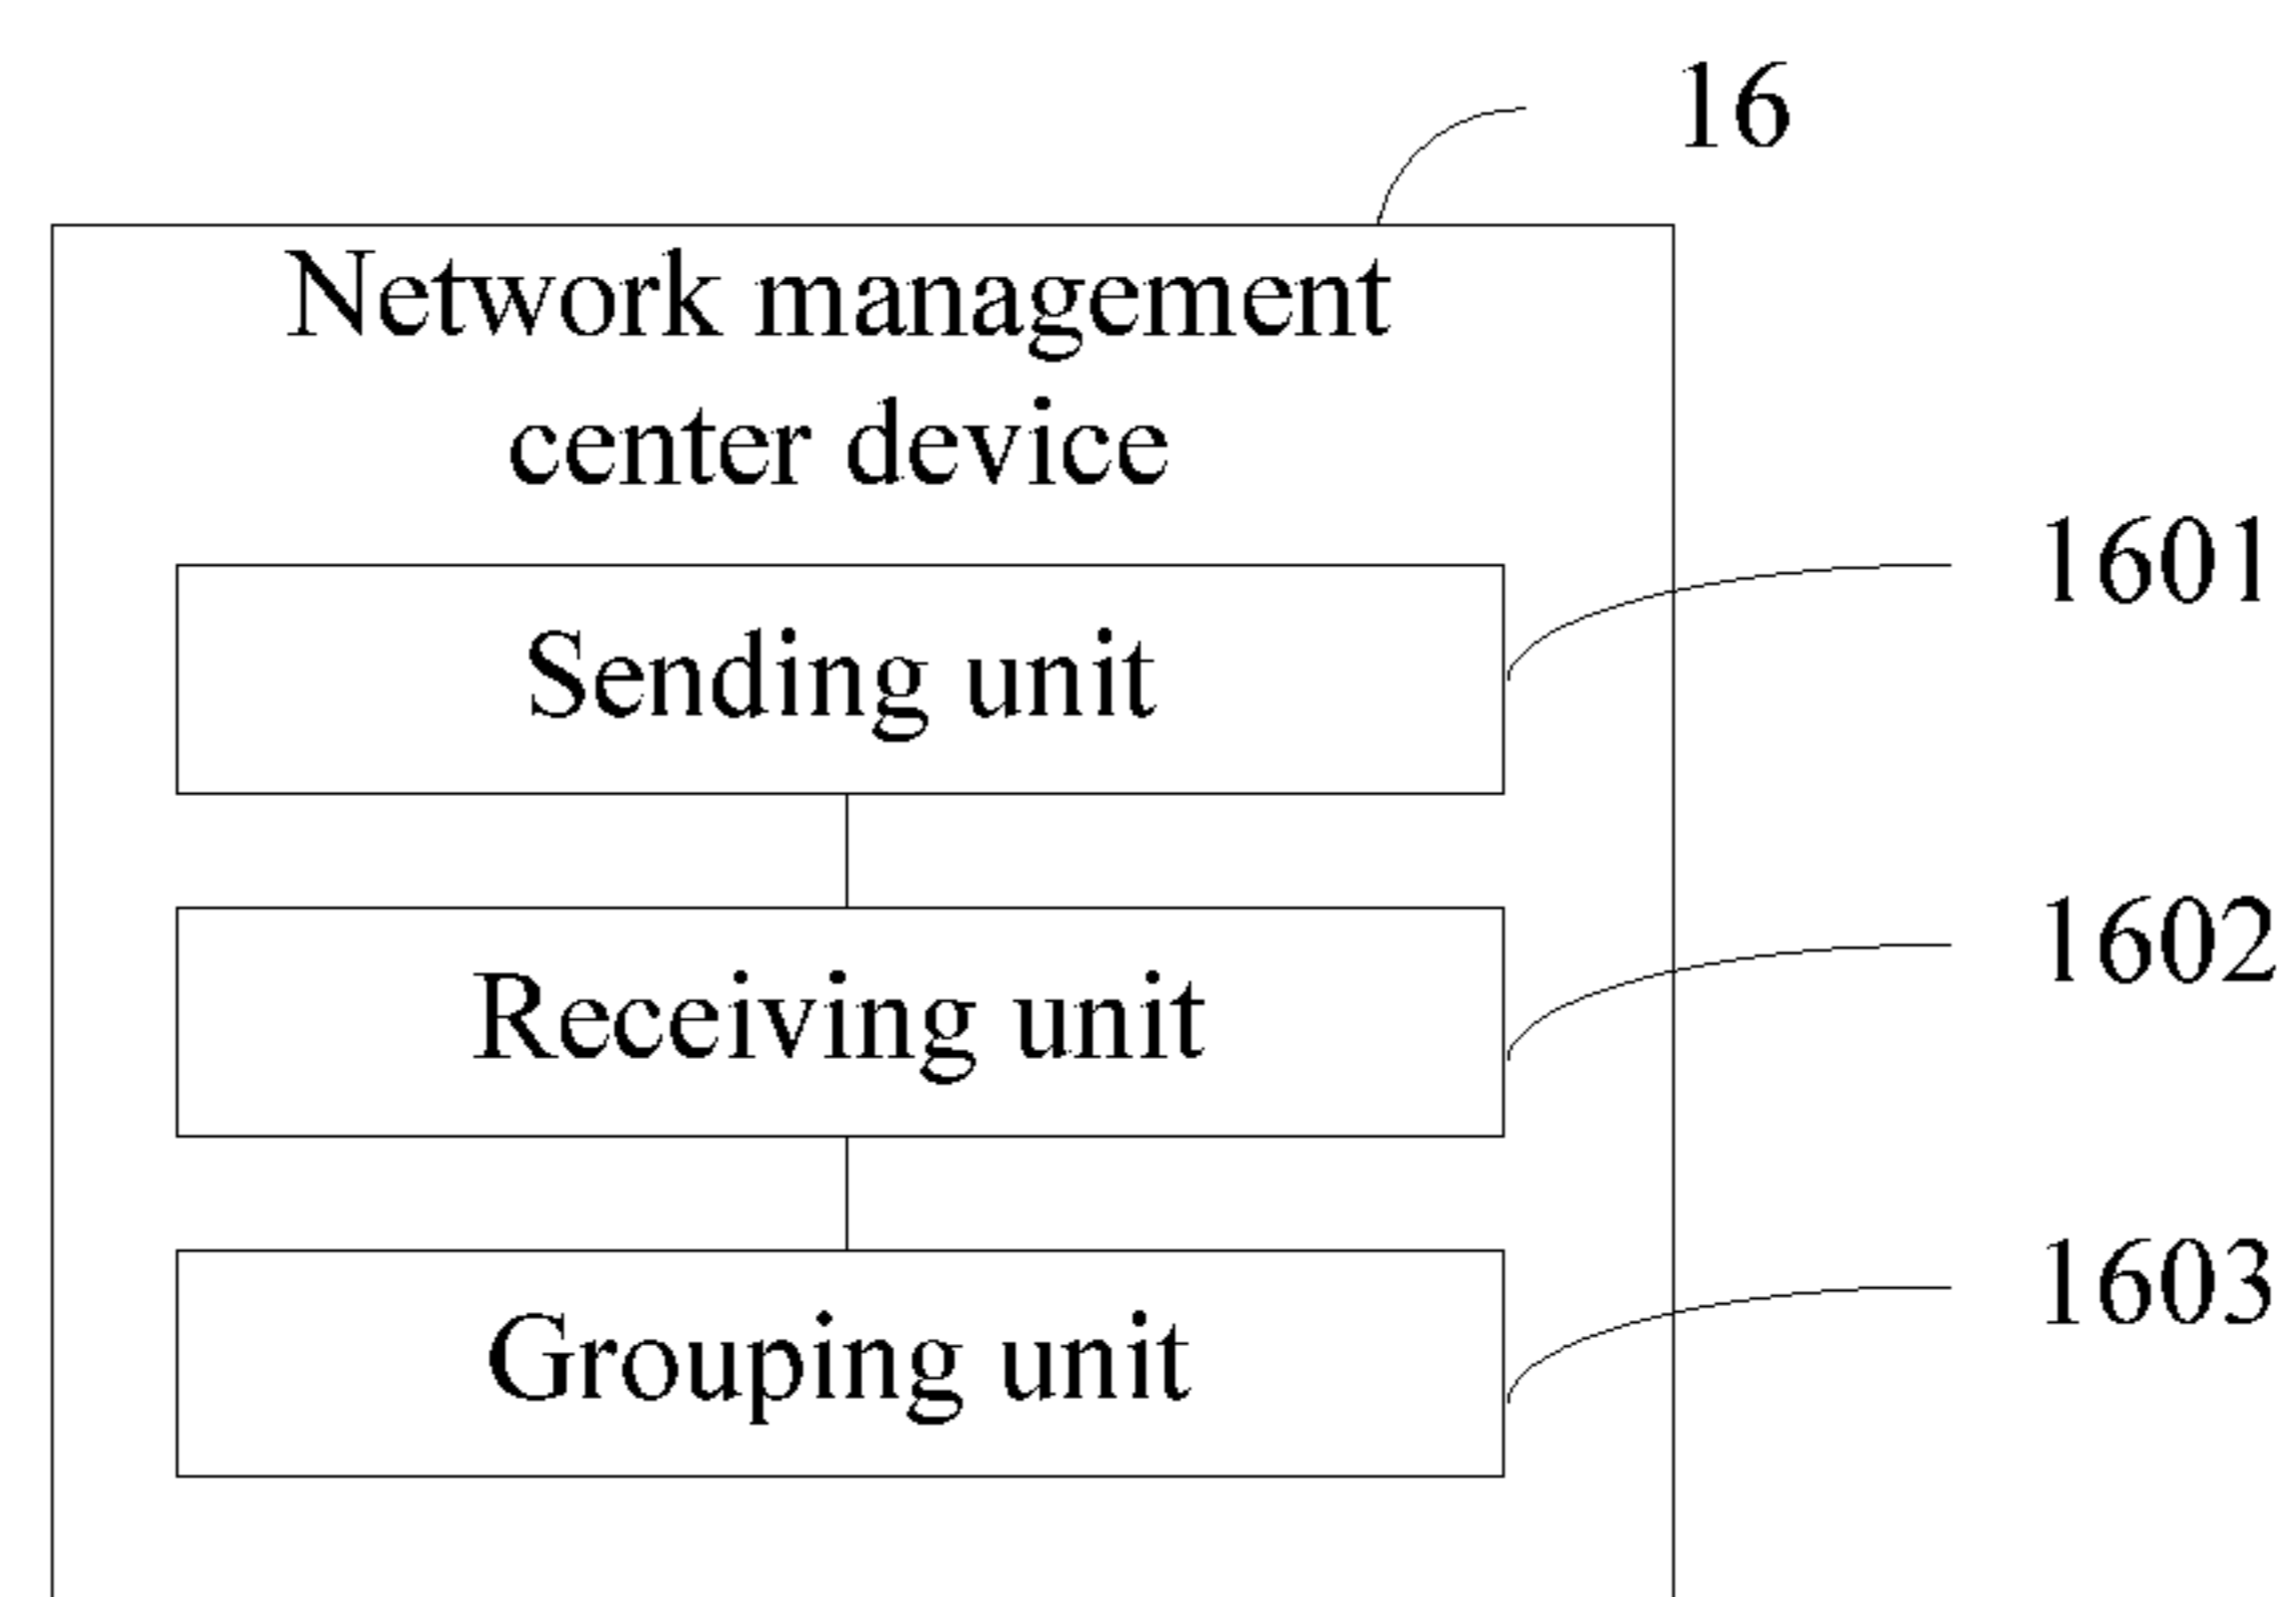 16
Network management
center device
1601
Sending unit
1602
Receiving unit
1603
Grouping unit